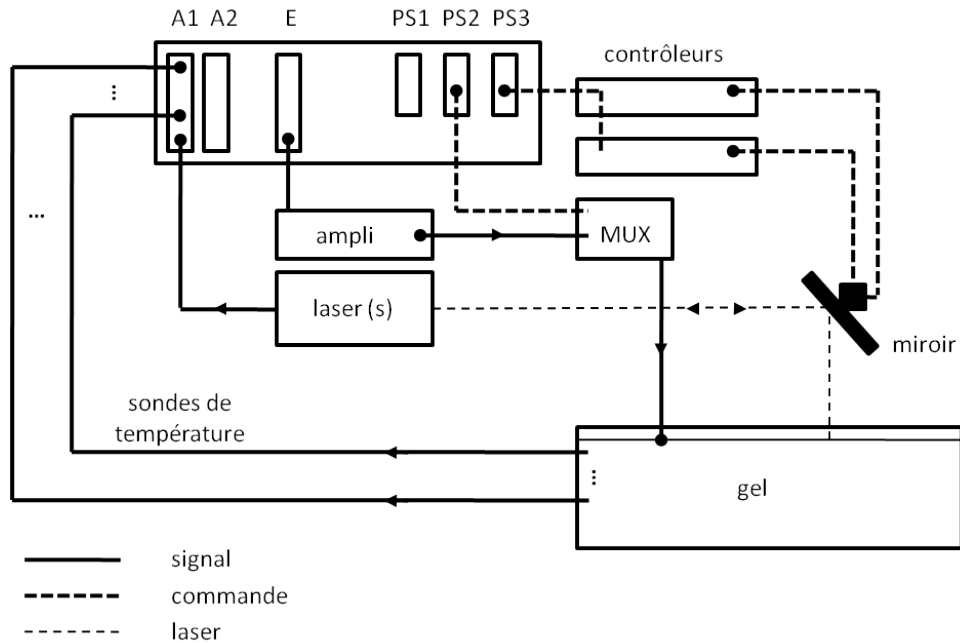 A1 A2 E PS1 PS2 PS3
contrôleurs
...
...
ampli
MUX
laser (s)
miroir
sondes de
température
...
gel
signal
commande
laser